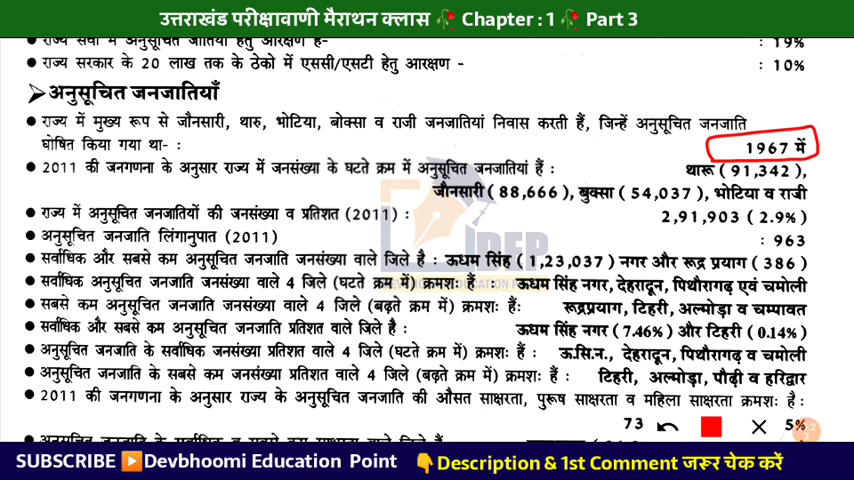 उत्तराखंड परीक्षावाणी मैराथन क्लास 🥀 Chapter : 1 🥀 Part 3
राज्य सेवा में अनुसूचित जातियों हेतु आरक्षण है- : 19%
राज्य सरकार के 20 लाख तक के ठेको में एससी/एसटी हेतु आरक्षण - : 10%
अनुसूचित जनजातियाँ
राज्य में मुख्य रूप से जौनसारी, थारु, भोटिया, बोक्सा व राजी जनजातियां निवास करती हैं, जिन्हें अनुसूचित जनजाति
घोषित किया गया था- : 1967 में
2011 की जनगणना के अनुसार राज्य में जनसंख्या के घटते क्रम में अनुसूचित जनजातियां हैं : थारू ( 91,342 ),
जौनसारी ( 88,666 ), बुक्सा ( 54,037 ), भोटिया व राजी
राज्य में अनुसूचित जनजातियों की जनसंख्या व प्रतिशत (2011) : 2,91,903 ( 2.9% )
अनुसूचित जनजाति लिंगानुपात (2011) : 963
सर्वाधिक और सबसे कम अनुसूचित जनजाति जनसंख्या वाले जिले है : ऊधम सिंह ( 1,23,037 ) नगर और रूद्र प्रयाग ( 386 )
सर्वाधिक अनुसूचित जनजाति जनसंख्या वाले 4 जिले (घटते क्रम में) क्रमशः हैं : ऊधम सिंह नगर, देहरादून, पिथौरागढ़ एवं चमोली
सबसे कम अनुसूचित जनजाति जनसंख्या वाले 4 जिले (बढ़ते क्रम में) क्रमशः हैं: रूद्रप्रयाग, टिहरी, अल्मोड़ा व चम्पावत
सर्वाधिक और सबसे कम अनुसूचित जनजाति प्रतिशत वाले जिले है : ऊधम सिंह नगर (7.46%) और टिहरी (0.14%)
अनुसूचित जनजाति के सर्वाधिक जनसंख्या प्रतिशत वाले 4 जिले (घटते क्रम में) क्रमशः हैं : ऊ.सि.न., देहरादून, पिथौरागढ़ व चमोली
अनुसूचित जनजाति के सबसे कम जनसंख्या प्रतिशत वाले 4 जिले (बढ़ते क्रम में) क्रमशः हैं : टिहरी, अल्मोड़ा, पौढ़ी व हरिद्वार
2011 की जनगणना के अनुसार राज्य के अनुसूचित जनजाति की औसत साक्षरता, पुरूष साक्षरता व महिला साक्षरता क्रमशः है :
73 5%
SUBSCRIBE ▶️Devbhoomi Education Point 👇Description & 1st Comment जरूर चेक करें